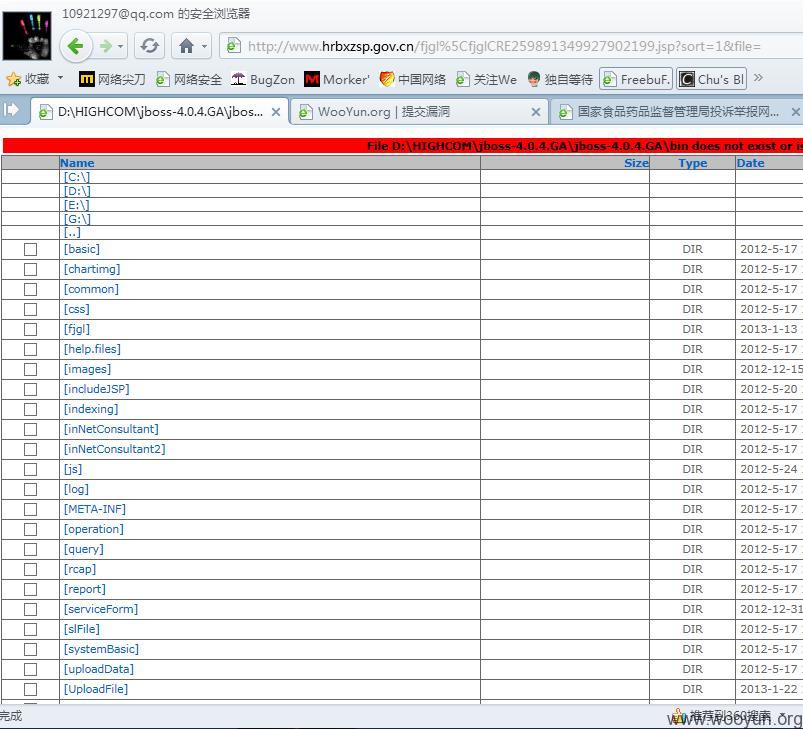 10921297@qq.com 的安全浏览器
http://www.hrbxzsp.gov.cn/fjgl%5CfjglCRE259891349927902199.jsp?sort=1&file=
收藏 网络尖刀 网络安全 BugZon Morker' 中国网络 关注We 独自等待 FreebuF. Chu's Bl »
D:\HIGHCOM\jboss-4.0.4.GA\jbos... WooYun.org | 提交漏洞 国家食品药品监督管理局投诉举报网...
File D:\HIGHCOM\jboss-4.0.4.GA\jboss-4.0.4.GA\bin does not exist or is
Name Size Type Date
[C:\]
[D:\]
[E:\]
[G:\]
[..]
[basic] DIR 2012-5-17
[chartimg] DIR 2012-5-17
[common] DIR 2012-5-17
[css] DIR 2012-5-17
[fjgl] DIR 2013-1-13
[help.files] DIR 2012-5-17
[images] DIR 2012-12-15
[includeJSP] DIR 2012-5-20
[indexing] DIR 2012-5-17
[inNetConsultant] DIR 2012-5-17
[inNetConsultant2] DIR 2012-5-17
[js] DIR 2012-5-24
[log] DIR 2012-5-17
[META-INF] DIR 2012-5-17
[operation] DIR 2012-5-17
[query] DIR 2012-5-17
[rcap] DIR 2012-5-17
[report] DIR 2012-5-17
[serviceForm] DIR 2012-12-31
[slFile] DIR 2012-5-17
[systemBasic] DIR 2012-5-17
[uploadData] DIR 2012-5-17
[UploadFile] DIR 2013-1-22
完成 推荐到360搜索
www.wooyun.org